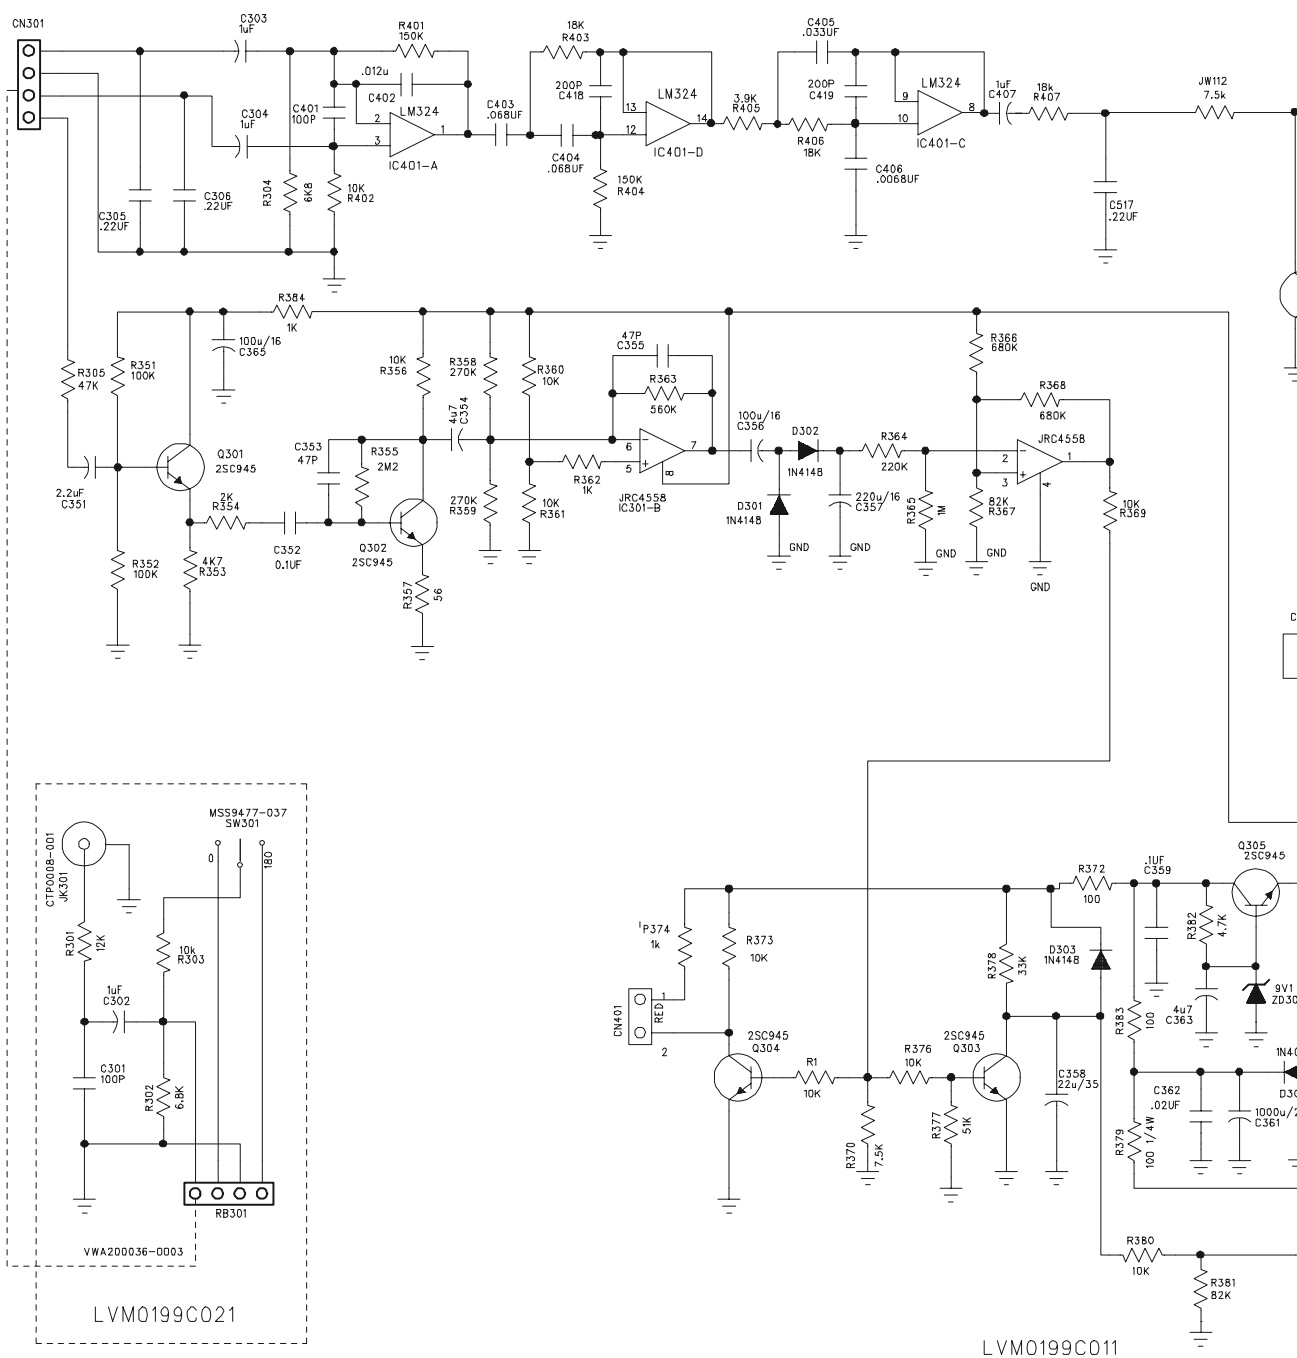 CN301
C303
1uF
R401
150K
.012u
C402
C401
100P
C304
1uF
LM324
2
3
1
IC401-A
C403
.068UF
18K
R403
200P
C418
C404
.068UF
LM324
13
12
14
IC401-D
150K
R404
3.9K
R405
C405
.033UF
200P
C419
R406
18K
C406
.0068UF
LM324
9
10
8
IC401-C
1uF
C407
18k
R407
JW112
7.5k
C517
.22UF
C305
.22UF
C306
.22UF
R304
6K8
10K
R402
R384
1K
100u/16
C365
R305
47K
R351
100K
2.2uF
C351
Q301
2SC945
2K
R354
C352
0.1UF
R352
100K
4K7
R353
C353
47P
R355
2M2
10K
R356
4u7
C354
Q302
2SC945
R357
56
R358
270K
270K
R359
R360
10K
10K
R361
R362
1K
47P
C355
R363
560K
6
5
7
8
JRC4558
IC301-B
100u/16
C356
D302
1N4148
D301
1N4148
GND
220u/16
C357
GND
R364
220K
R365
1M
GND
R366
680K
R368
680K
JRC4558
2
3
1
4
82K
R367
GND
GND
10K
R369
C
CTP0008-001
JK301
MSS9477-037
SW301
0
180
R301
12K
10k
R303
1uF
C302
C301
100P
R302
6.8K
RB301
VWA200036-0003
LVM0199C021
P374
1k
R373
10K
CN401
1
RED
2
2SC945
Q304
R1
10K
R370
7.5K
R376
10K
R377
51K
2SC945
Q303
R378
33K
D303
1N4148
C358
22u/35
R372
100
.1UF
C359
R382
4.7K
Q305
2SC945
R383
100
4u7
C363
9V1
ZD30
1N40
D30
C362
.02UF
1000u/2
C361
R379
100 1/4W
R380
10K
R381
82K
LVM0199C011